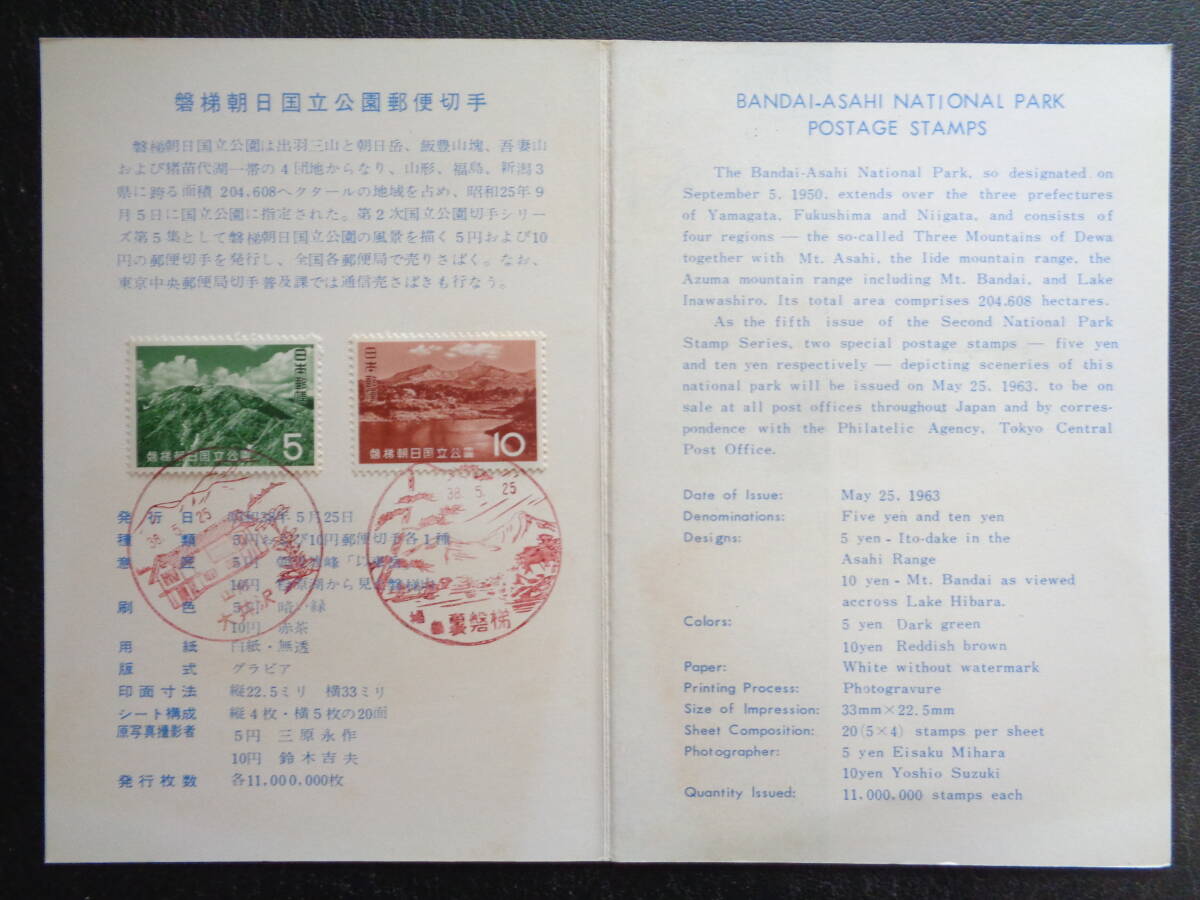 磐梯朝日国立公園郵便切手
磐梯朝日国立公園は出羽三山と朝日岳、飯豊山塊、吾妻山
および猪苗代湖一帯の4団地からなり、山形、福島、新潟3
県に跨る面積 204,608ヘクタールの地域を占め、昭和25年9
月5日に国立公園に指定された。第2次国立公園切手シリー
ズ第5集として磐梯朝日国立公園の風景を描く5円および10
円の郵便切手を発行し、全国各郵便局で売りさばく。なお、
東京中央郵便局切手普及課では通信売さばきも行なう。
日本郵便
5
磐梯朝日国立公園
日本郵便
10
磐梯朝日国立公園
38. 5. 25
38. 5. 25
裏磐梯
発行日 昭和38年5月25日
種類 5円および10円郵便切手各1種
意匠 5円
10円 桧原湖から見た磐梯山
刷色 5円 暗い緑
10円 赤茶
用紙 白紙・無透
版式 グラビア
印面寸法 縦22.5ミリ 横33ミリ
シート構成 縦4枚・横5枚の20面
原写真撮影者 5円 三原永作
10円 鈴木吉夫
発行枚数 各11,000,000枚
BANDAI-ASAHI NATIONAL PARK
POSTAGE STAMPS
The Bandai-Asahi National Park, so designated on
September 5, 1950, extends over the three prefectures
of Yamagata, Fukushima and Niigata, and consists of
four regions — the so-called Three Mountains of Dewa
together with Mt. Asahi, the Iide mountain range, the
Azuma mountain range including Mt. Bandai, and Lake
Inawashiro. Its total area comprises 204,608 hectares.
As the fifth issue of the Second National Park
Stamp Series, two special postage stamps — five yen
and ten yen respectively — depicting sceneries of this
national park will be issued on May 25, 1963, to be on
sale at all post offices throughout Japan and by corres-
pondence with the Philatelic Agency, Tokyo Central
Post Office.
Date of Issue: May 25, 1963
Denominations: Five yen and ten yen
Designs: 5 yen - Ito-dake in the
Asahi Range
10 yen - Mt. Bandai as viewed
accross Lake Hibara.
Colors: 5 yen Dark green
10yen Reddish brown
Paper: White without watermark
Printing Process: Photogravure
Size of Impression: 33mm×22.5mm
Sheet Composition: 20(5×4) stamps per sheet
Photographer: 5 yen Eisaku Mihara
10yen Yoshio Suzuki
Quantity Issued: 11,000,000 stamps each